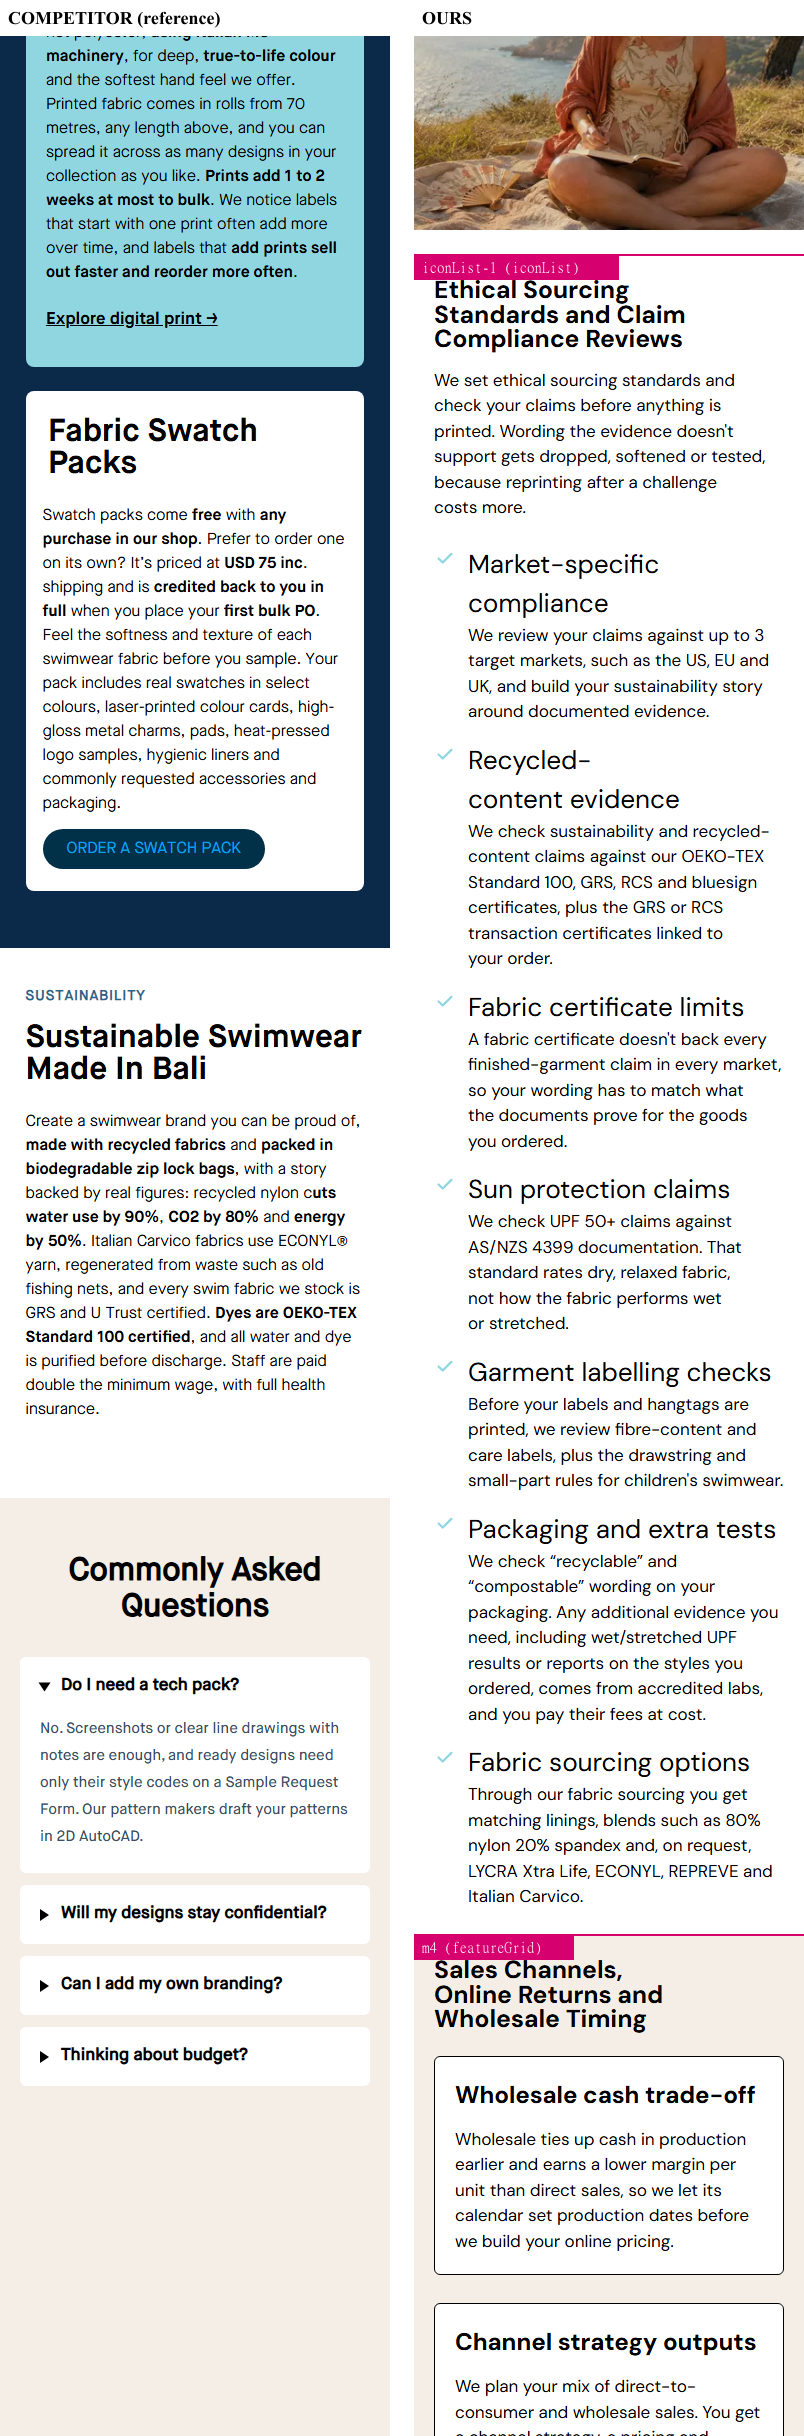 COMPETITOR (reference)
machinery, for deep, true-to-life colour
and the softest hand feel we offer.
Printed fabric comes in rolls from 70
metres, any length above, and you can
spread it across as many designs in your
collection as you like. Prints add 1 to 2
weeks at most to bulk. We notice labels
that start with one print often add more
over time, and labels that add prints sell
out faster and reorder more often.
Explore digital print →
Fabric Swatch
Packs
Swatch packs come free with any
purchase in our shop. Prefer to order one
on its own? It's priced at USD 75 inc.
shipping and is credited back to you in
full when you place your first bulk PO.
Feel the softness and texture of each
swimwear fabric before you sample. Your
pack includes real swatches in select
colours, laser-printed colour cards, high-
gloss metal charms, pads, heat-pressed
logo samples, hygienic liners and
commonly requested accessories and
packaging.
ORDER A SWATCH PACK
SUSTAINABILITY
Sustainable Swimwear
Made In Bali
Create a swimwear brand you can be proud of,
made with recycled fabrics and packed in
biodegradable zip lock bags, with a story
backed by real figures: recycled nylon cuts
water use by 90%, CO2 by 80% and energy
by 50%. Italian Carvico fabrics use ECONYL®
yarn, regenerated from waste such as old
fishing nets, and every swim fabric we stock is
GRS and U Trust certified. Dyes are OEKO-TEX
Standard 100 certified, and all water and dye
is purified before discharge. Staff are paid
double the minimum wage, with full health
insurance.
Commonly Asked
Questions
Do I need a tech pack?
No. Screenshots or clear line drawings with
notes are enough, and ready designs need
only their style codes on a Sample Request
Form. Our pattern makers draft your patterns
in 2D AutoCAD.
Will my designs stay confidential?
Can I add my own branding?
Thinking about budget?
OURS
iconList-1 (iconList)
Ethical Sourcing
Standards and Claim
Compliance Reviews
We set ethical sourcing standards and
check your claims before anything is
printed. Wording the evidence doesn't
support gets dropped, softened or tested,
because reprinting after a challenge
costs more.
Market-specific
compliance
We review your claims against up to 3
target markets, such as the US, EU and
UK, and build your sustainability story
around documented evidence.
Recycled-
content evidence
We check sustainability and recycled-
content claims against our OEKO-TEX
Standard 100, GRS, RCS and bluesign
certificates, plus the GRS or RCS
transaction certificates linked to
your order.
Fabric certificate limits
A fabric certificate doesn't back every
finished-garment claim in every market,
so your wording has to match what
the documents prove for the goods
you ordered.
Sun protection claims
We check UPF 50+ claims against
AS/NZS 4399 documentation. That
standard rates dry, relaxed fabric,
not how the fabric performs wet
or stretched.
Garment labelling checks
Before your labels and hangtags are
printed, we review fibre-content and
care labels, plus the drawstring and
small-part rules for children's swimwear.
Packaging and extra tests
We check “recyclable” and
“compostable” wording on your
packaging. Any additional evidence you
need, including wet/stretched UPF
results or reports on the styles you
ordered, comes from accredited labs,
and you pay their fees at cost.
Fabric sourcing options
Through our fabric sourcing you get
matching linings, blends such as 80%
nylon 20% spandex and, on request,
LYCRA Xtra Life, ECONYL, REPREVE and
Italian Carvico.
m4 (featureGrid)
Sales Channels,
Online Returns and
Wholesale Timing
Wholesale cash trade-off
Wholesale ties up cash in production
earlier and earns a lower margin per
unit than direct sales, so we let its
calendar set production dates before
we build your online pricing.
Channel strategy outputs
We plan your mix of direct-to-
consumer and wholesale sales. You get